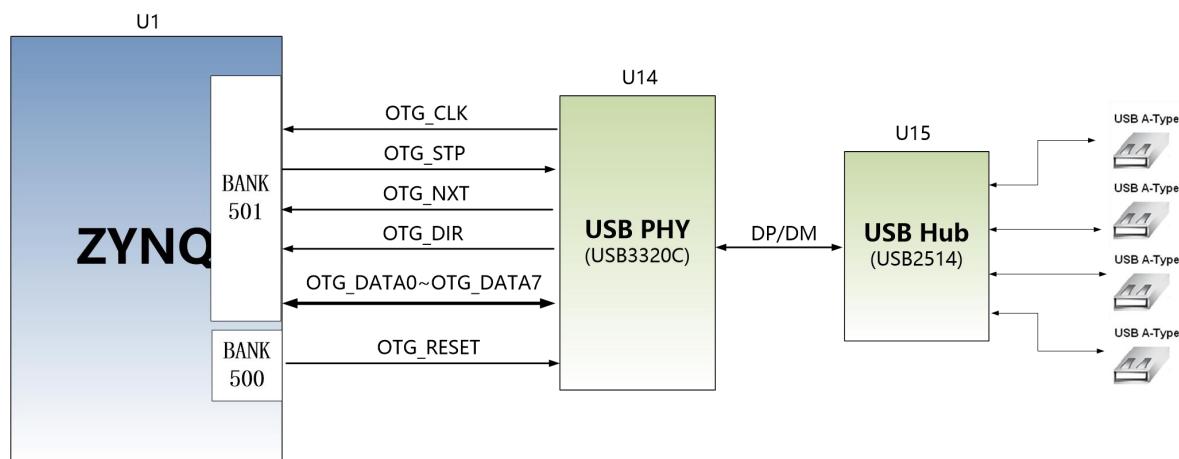 U1
ZYNQ
BANK
501
BANK
500
OTG_CLK
OTG_STP
OTG_NXT
OTG_DIR
OTG_DATA0~OTG_DATA7
OTG_RESET
U14
USB PHY
(USB3320C)
DP/DM
U15
USB Hub
(USB2514)
USB A-Type
USB A-Type
USB A-Type
USB A-Type